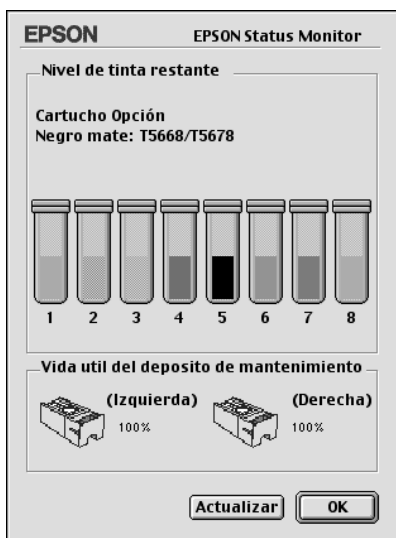 EPSON EPSON Status Monitor
Nivel de tinta restante
Cartucho Opción
Negro mate: T5668/T5678
1 2 3 4 5 6 7 8
Vida util del deposito de mantenimiento
(Izquierda) (Derecha)
100% 100%
Actualizar OK